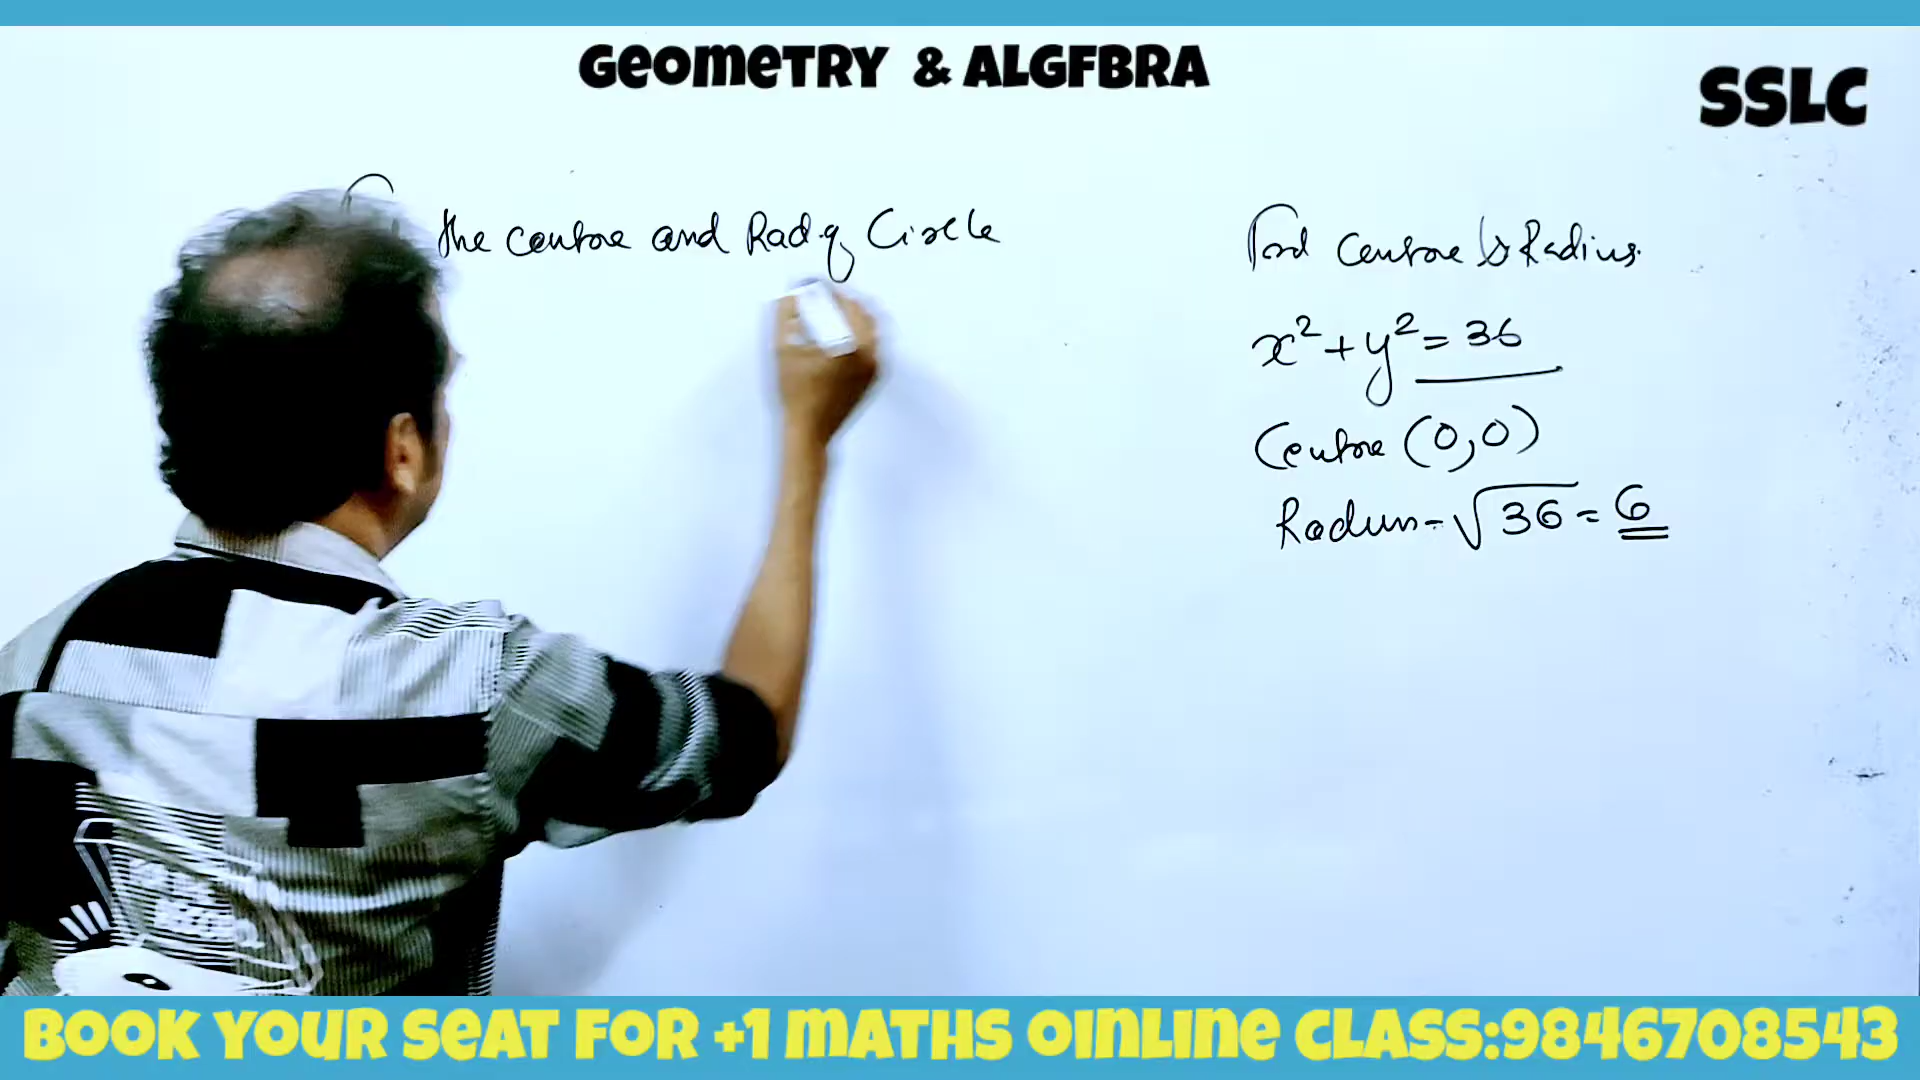 GEOMETRY & ALGFBRA
SSLC
the centre and Rad of Circle
Find Centre & Radius.
x² + y² = 36
Centre (0,0)
Radius = √36 = 6
BOOK YOUR SEAT FOR +1 MATHS OINLINE CLASS:9846708543